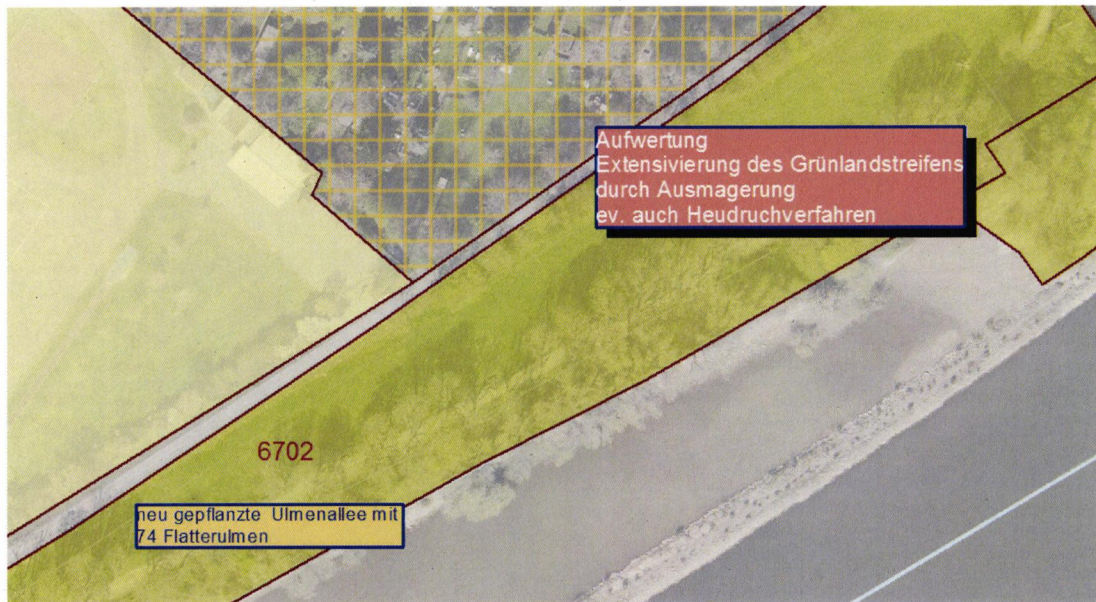 Aufwertung
Extensivierung des Grünlandstreifens
durch Ausmagerung
ev. auch Heudruchverfahren
6702
neu gepflanzte Ulmenallee mit
74 Flatterulmen